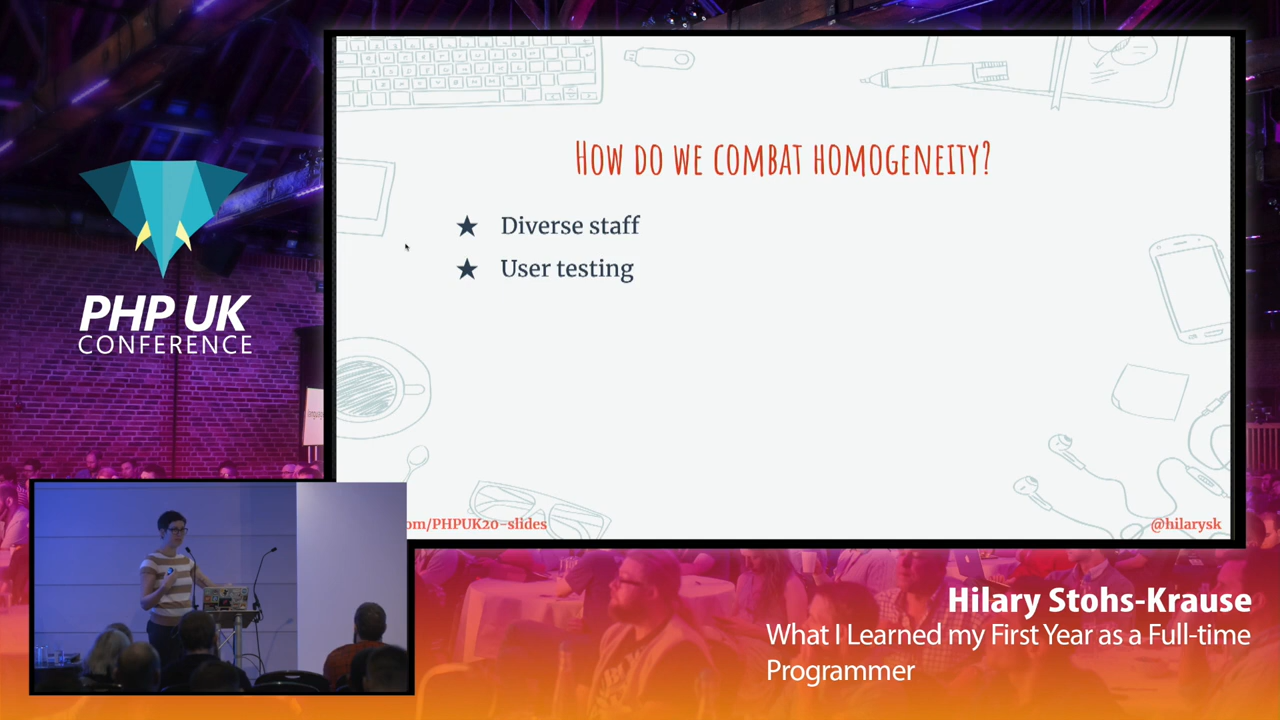 How do we combat homogeneity?
★ Diverse staff
★ User testing
om/PHPUK20-slides
@hilarysk
PHP UK
CONFERENCE
Hilary Stohs-Krause
What I Learned my First Year as a Full-time
Programmer